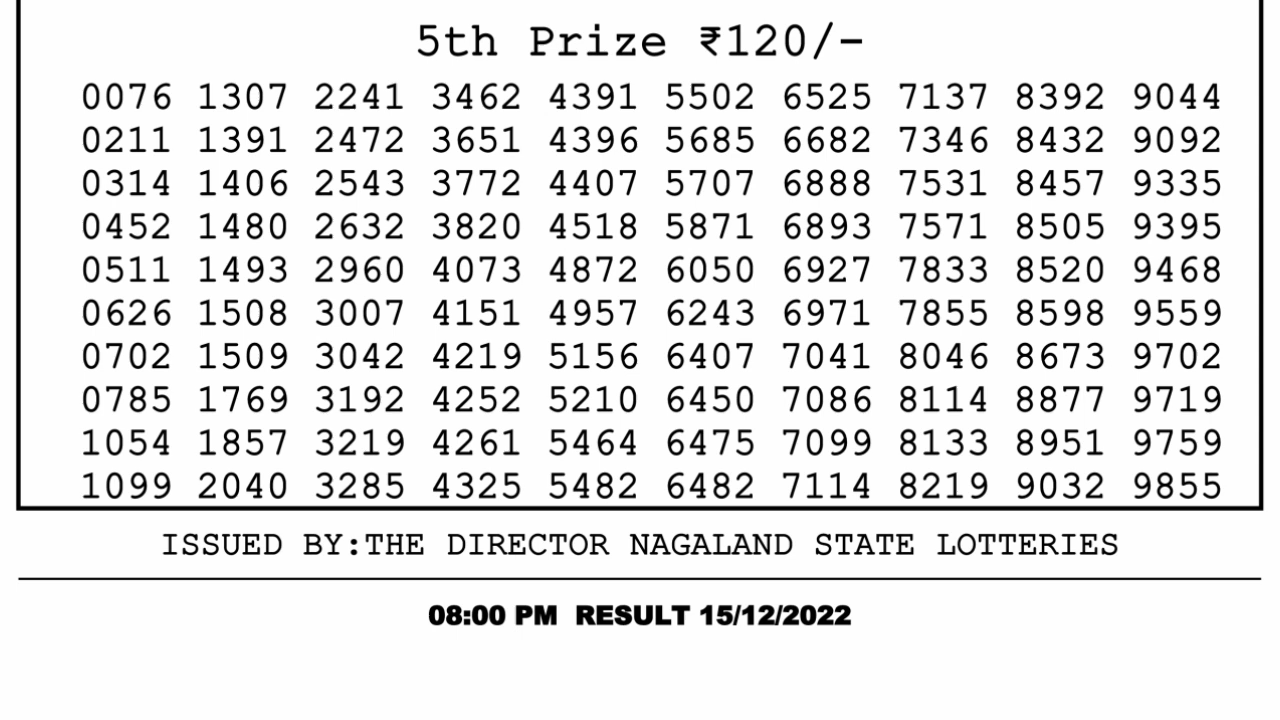 5th Prize ₹120/-
0076 1307 2241 3462 4391 5502 6525 7137 8392 9044
0211 1391 2472 3651 4396 5685 6682 7346 8432 9092
0314 1406 2543 3772 4407 5707 6888 7531 8457 9335
0452 1480 2632 3820 4518 5871 6893 7571 8505 9395
0511 1493 2960 4073 4872 6050 6927 7833 8520 9468
0626 1508 3007 4151 4957 6243 6971 7855 8598 9559
0702 1509 3042 4219 5156 6407 7041 8046 8673 9702
0785 1769 3192 4252 5210 6450 7086 8114 8877 9719
1054 1857 3219 4261 5464 6475 7099 8133 8951 9759
1099 2040 3285 4325 5482 6482 7114 8219 9032 9855
ISSUED BY:THE DIRECTOR NAGALAND STATE LOTTERIES
08:00 PM RESULT 15/12/2022